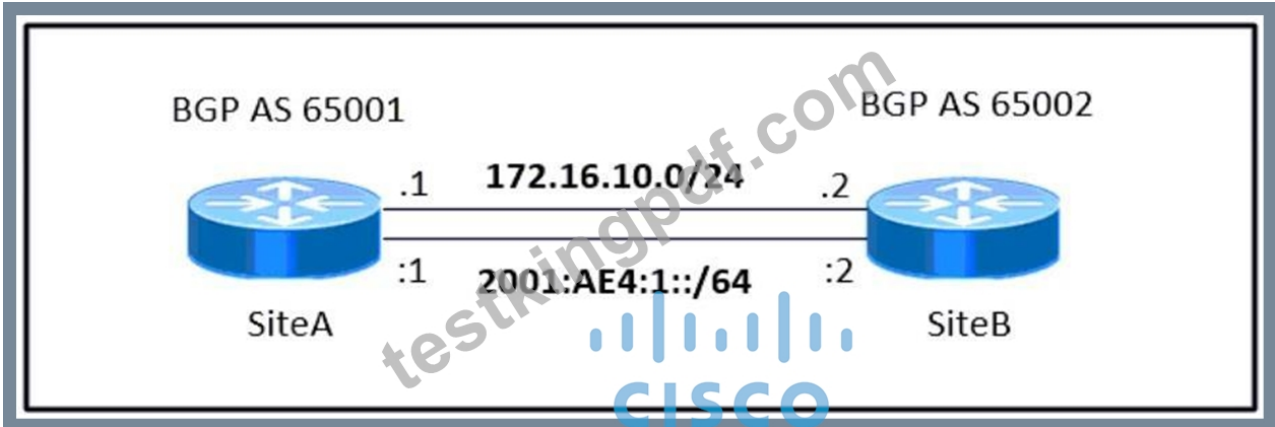 BGP AS 65001
BGP AS 65002
.1
172.16.10.0/24
.2
:1
2001:AE4:1::/64
:2
SiteA
SiteB
testkingpdf.com
CISCO